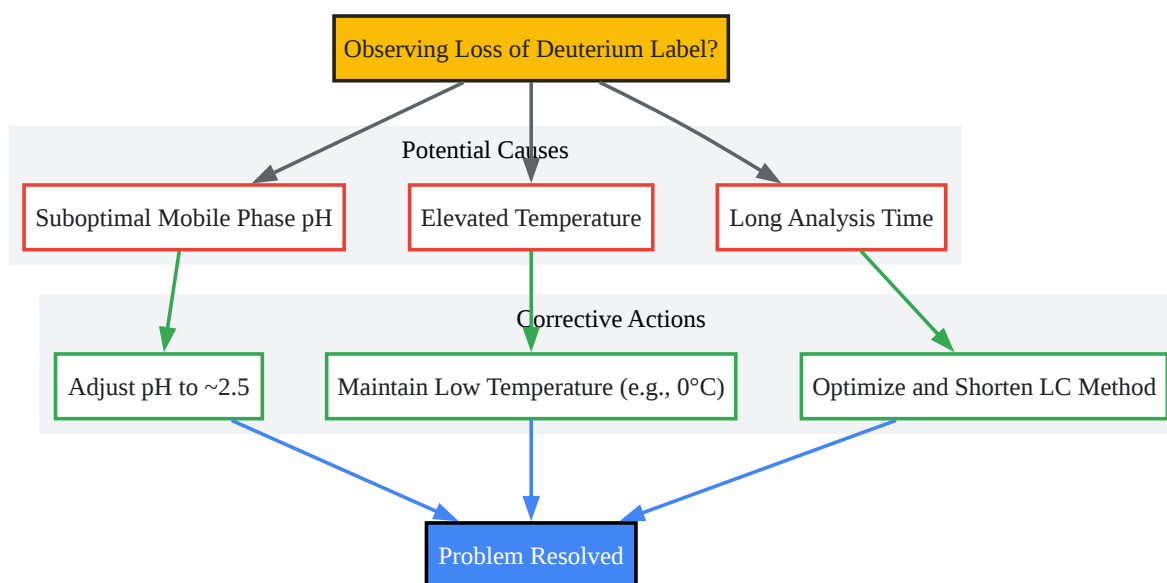 Observing Loss of Deuterium Label?
Potential Causes
Suboptimal Mobile Phase pH
Elevated Temperature
Long Analysis Time
Corrective Actions
Adjust pH to ~2.5
Maintain Low Temperature (e.g., 0°C)
Optimize and Shorten LC Method
Problem Resolved